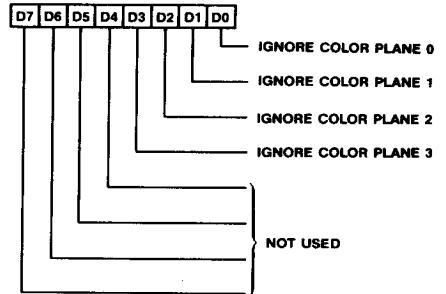 D7 D6 D5 D4 D3 D2 D1 D0
IGNORE COLOR PLANE 0
IGNORE COLOR PLANE 1
IGNORE COLOR PLANE 2
IGNORE COLOR PLANE 3
NOT USED